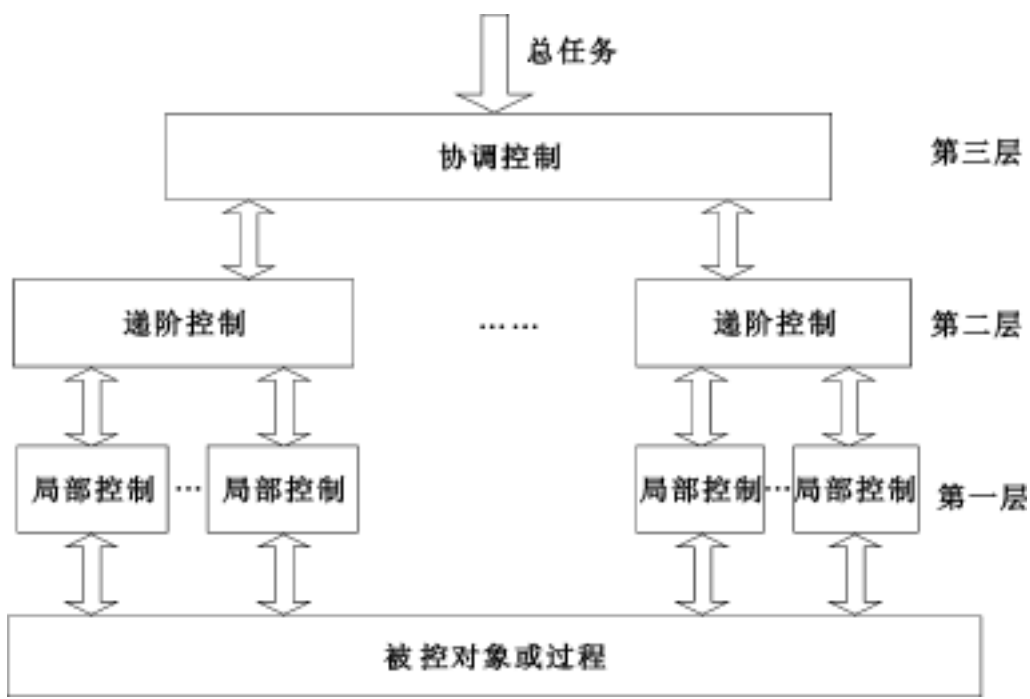 总任务
协调控制 第三层
递阶控制 …… 递阶控制 第二层
局部控制 … 局部控制 局部控制 … 局部控制 第一层
被控对象或过程